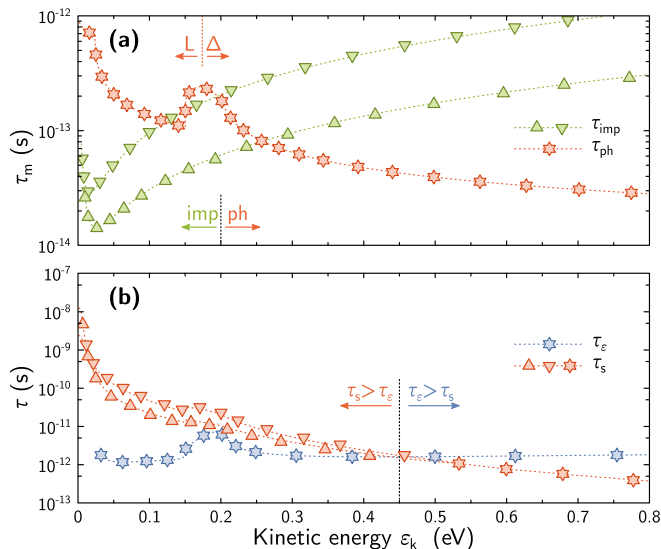 10⁻¹²
(a)
L Δ
10⁻¹³
τimp
τph
τm (s)
imp ph
10⁻¹⁴
10⁻⁷
(b)
10⁻⁸
τε
10⁻⁹
τs
τ (s)
10⁻¹⁰
τs> τε τε> τs
10⁻¹¹
10⁻¹²
10⁻¹³
0 0.1 0.2 0.3 0.4 0.5 0.6 0.7 0.8
Kinetic energy εk (eV)